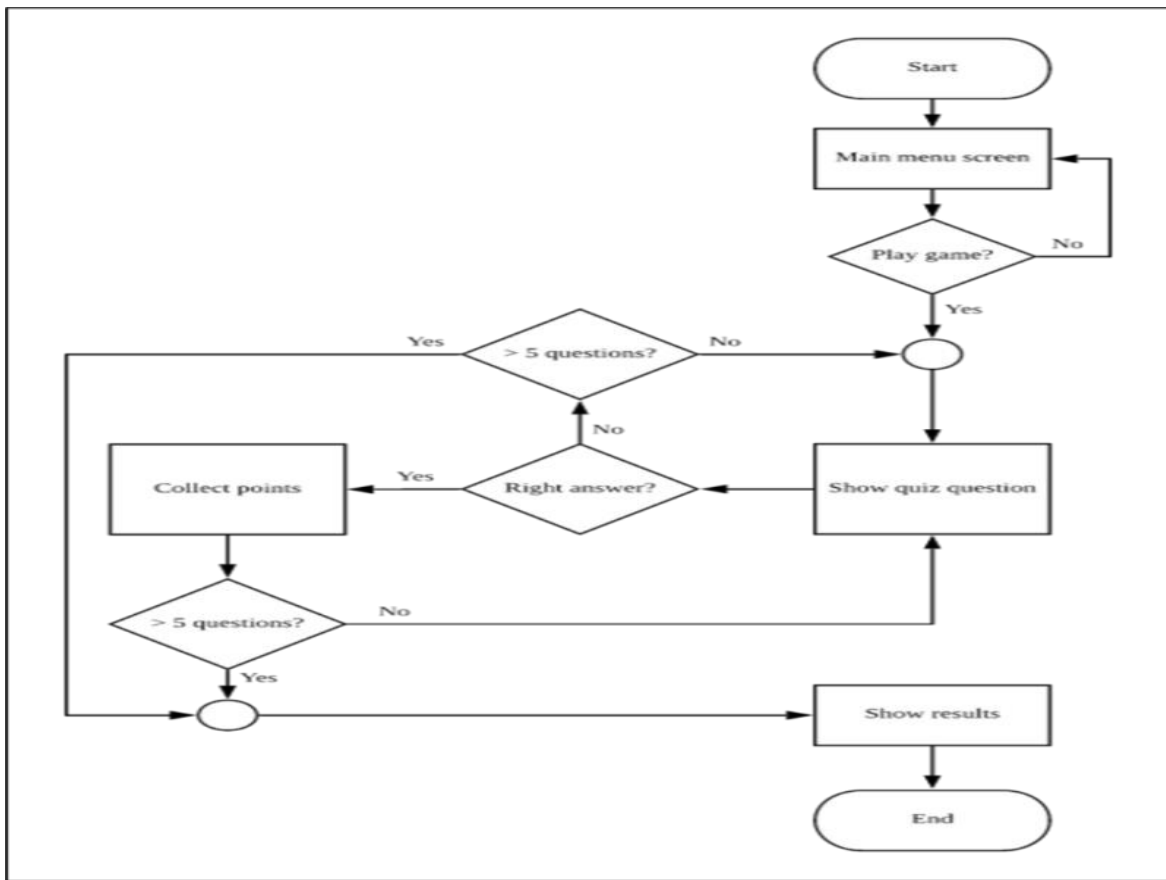 Start
Main menu screen
Play game?
No
Yes
> 5 questions?
Yes
No
No
Right answer?
Yes
Collect points
Show quiz question
> 5 questions?
No
Yes
Show results
End